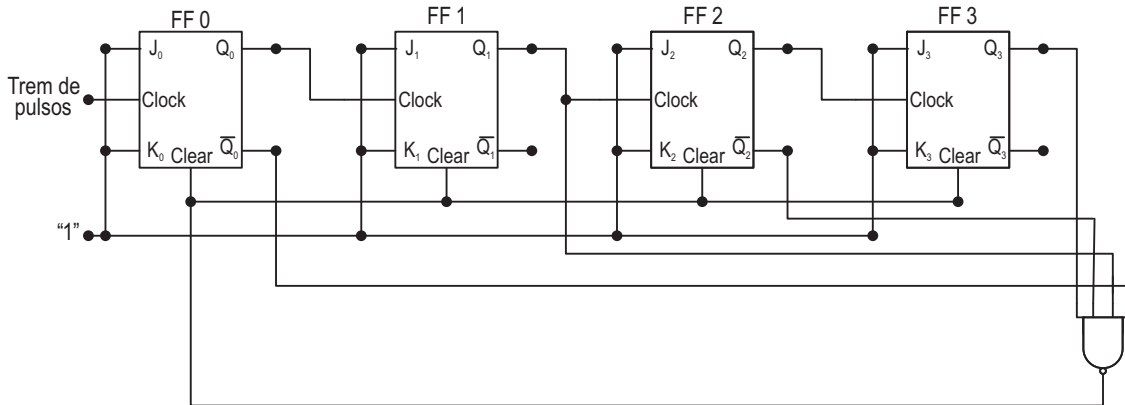 FF 0 FF 1 FF 2 FF 3
J₀ Q₀ J₁ Q₁ J₂ Q₂ J₃ Q₃
Trem de
pulsos
Clock Clock Clock Clock
K₀ Clear Q̅₀ K₁ Clear Q̅₁ K₂ Clear Q̅₂ K₃ Clear Q̅₃
“1”